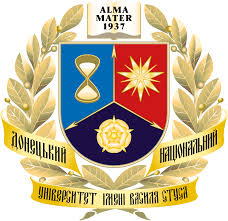 ALMA
MATER
1937
ДОНЕЦЬКИЙ
НАЦІОНАЛЬНИЙ
УНІВЕРСИТЕТ ІМЕНІ ВАСИЛЯ СТУСА